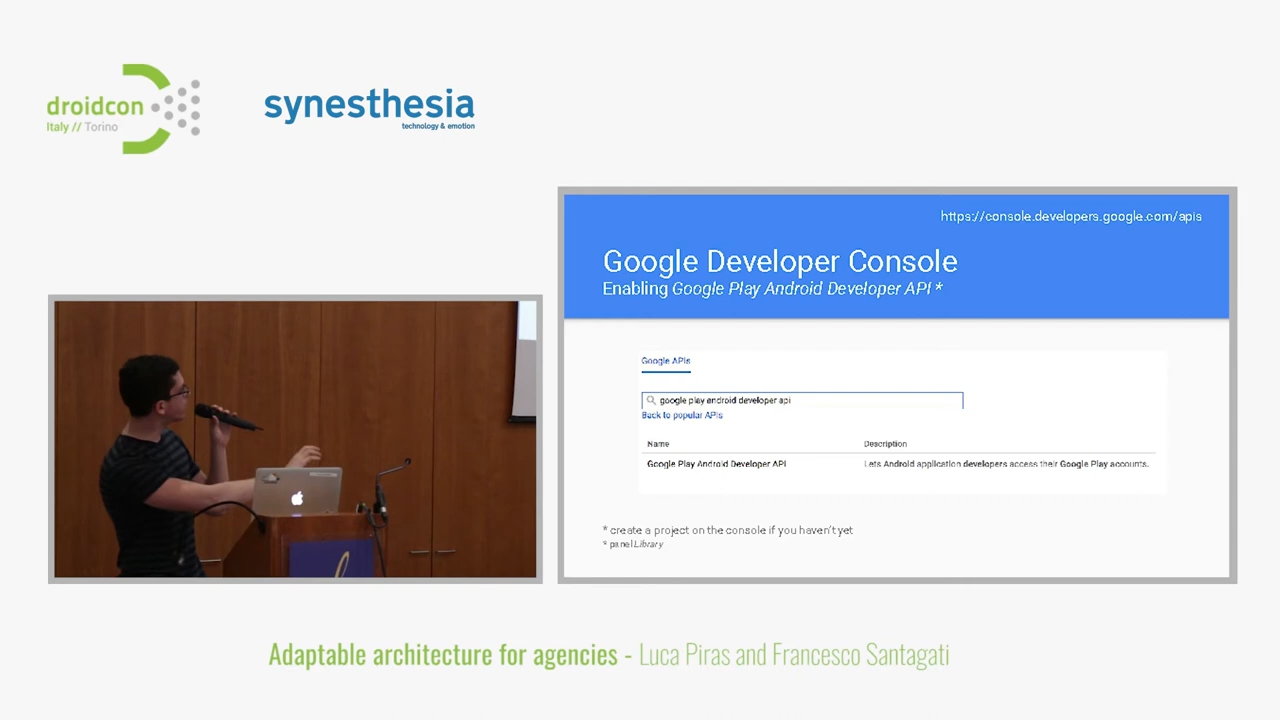 droidcon
Italy // Torino
synesthesia
technology & emotion
https://console.developers.google.com/apis
Google Developer Console
Enabling Google Play Android Developer API *
Google APIs
google play android developer api
Back to popular APIs
Name Description
Google Play Android Developer API Lets Android application developers access their Google Play accounts.
* create a project on the console if you haven't yet
* panel Library
Adaptable architecture for agencies - Luca Piras and Francesco Santagati